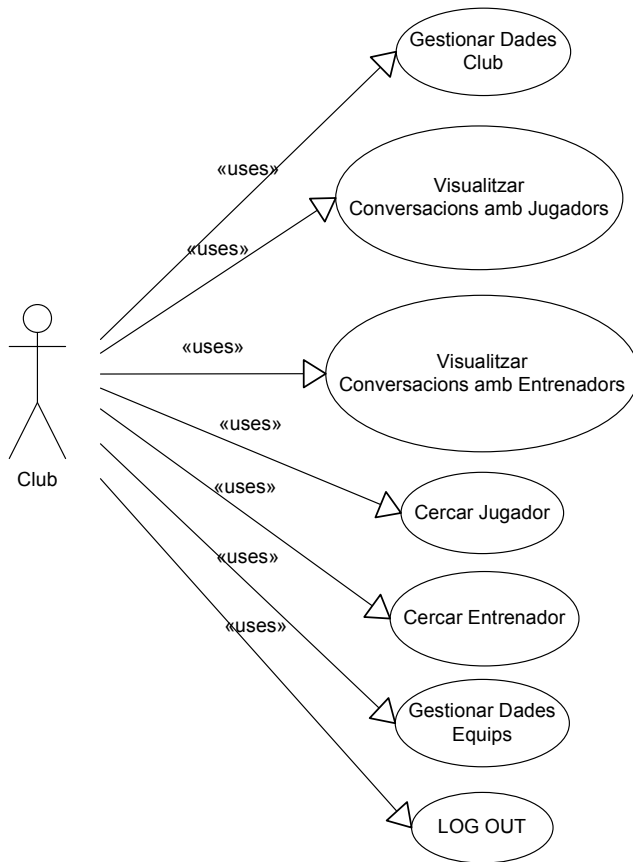 Gestionar Dades
Club
«uses»
Visualitzar
Conversacions amb Jugadors
«uses»
«uses»
Visualitzar
Conversacions amb Entrenadors
«uses»
Club
«uses»
Cercar Jugador
«uses»
Cercar Entrenador
«uses»
Gestionar Dades
Equips
LOG OUT